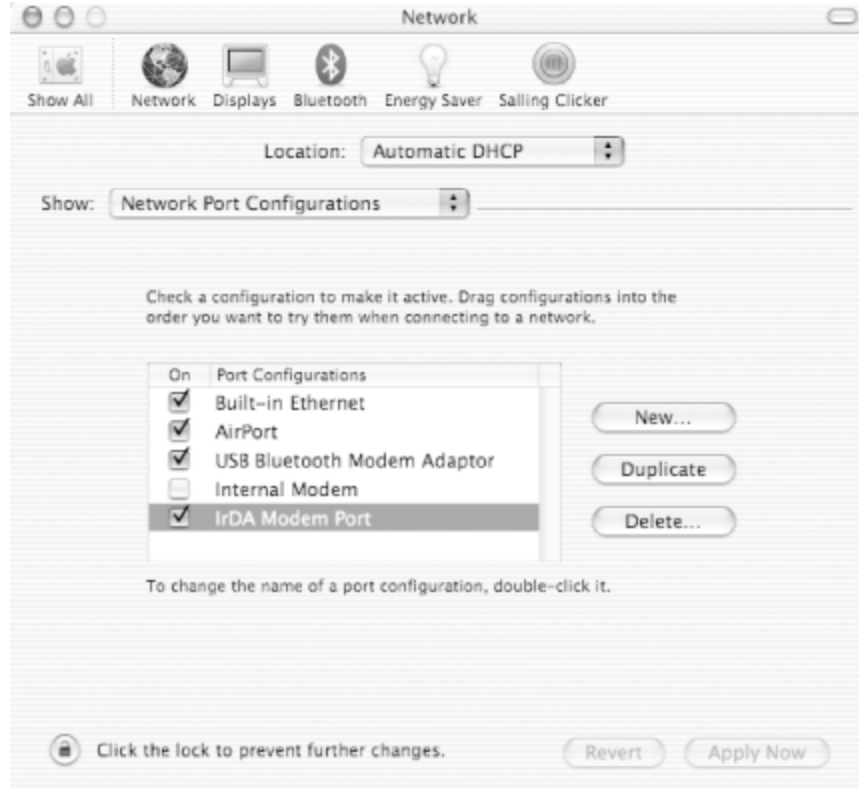 Network
Show All
Network
Displays
Bluetooth
Energy Saver
Salling Clicker
Location: Automatic DHCP
Show: Network Port Configurations
Check a configuration to make it active. Drag configurations into the
order you want to try them when connecting to a network.
On Port Configurations
Built-in Ethernet
AirPort
USB Bluetooth Modem Adaptor
Internal Modem
IrDA Modem Port
New...
Duplicate
Delete...
To change the name of a port configuration, double-click it.
Click the lock to prevent further changes.
Revert
Apply Now